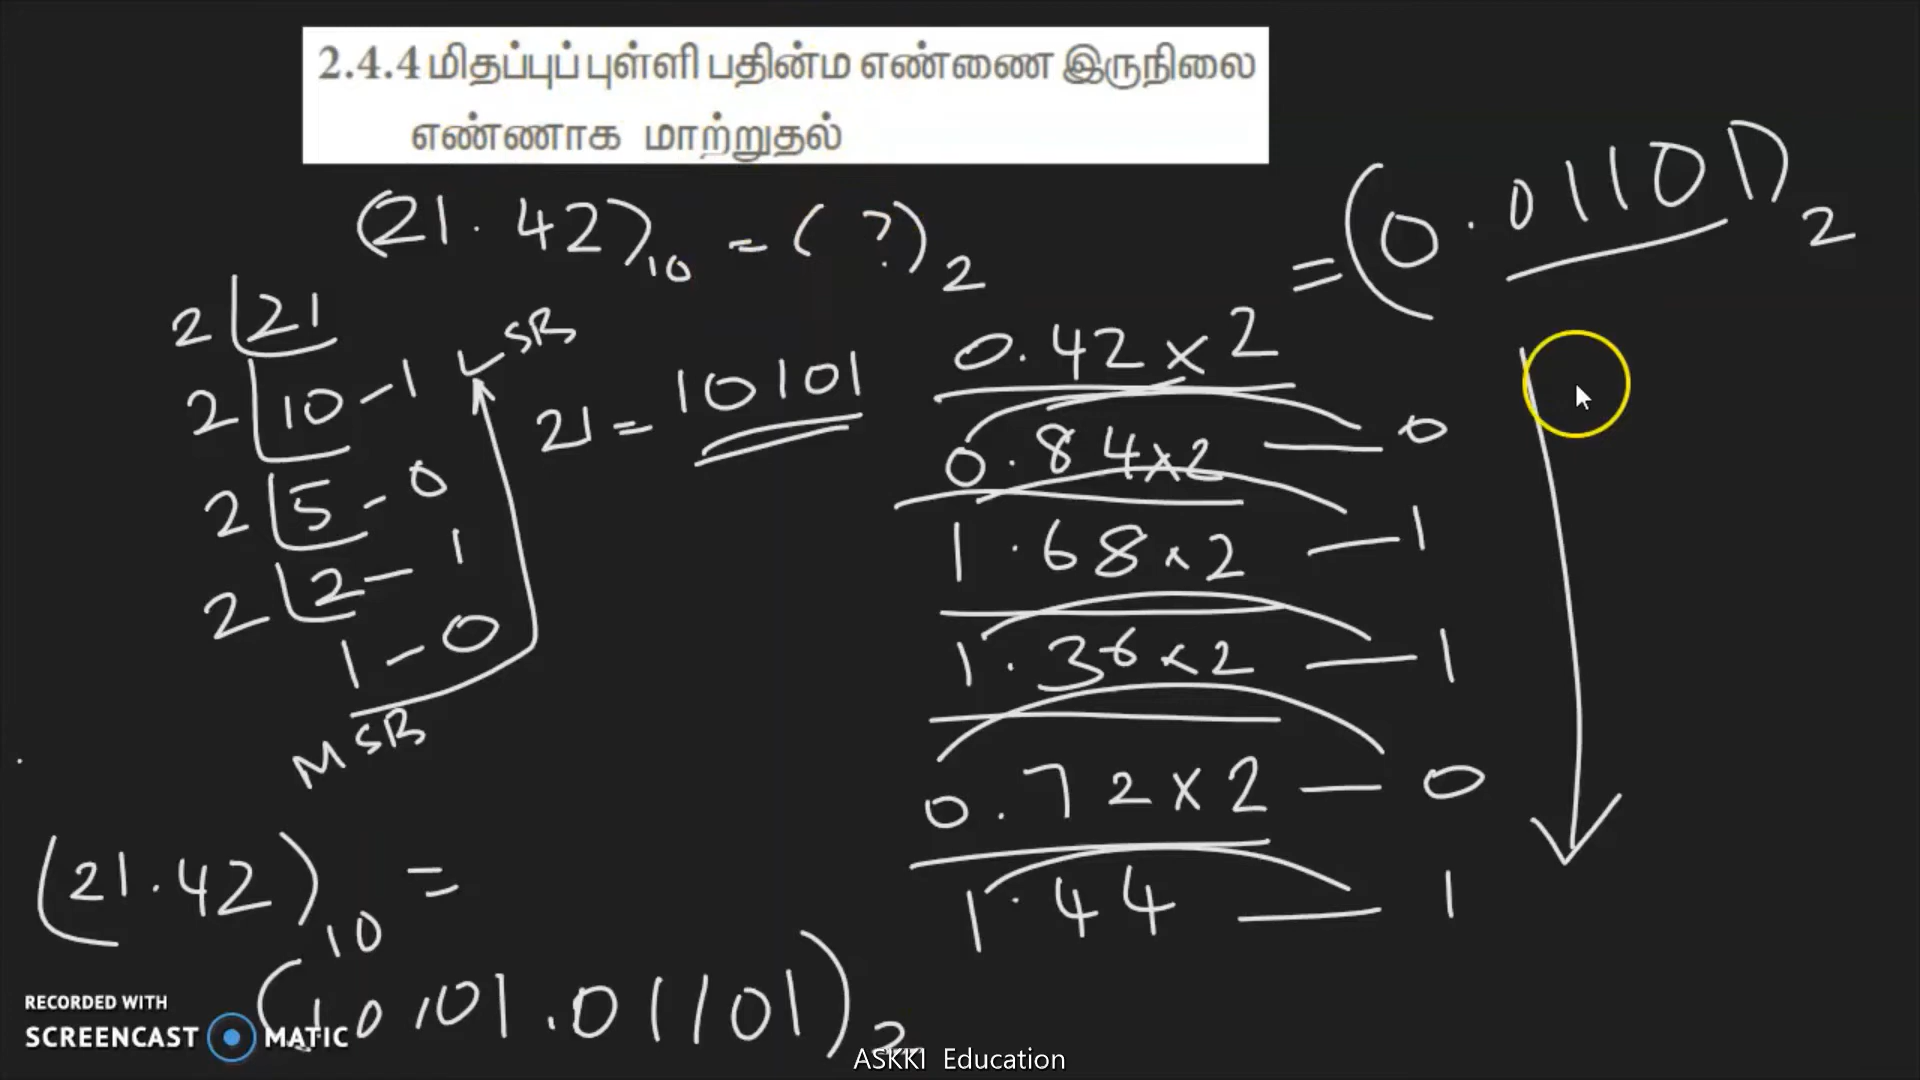 2.4.4 மிதப்புப் புள்ளி பதின்ம எண்ணை இருநிலை
எண்ணாக மாற்றுதல்
(21.42)10 = (?)2
2 21
2 10 - 1 LSB
2 5 - 0
2 2 - 1
1 - 0
MSB
21 = 10101
0.42 x 2
0.84 x 2 — 0
1.68 x 2 — 1
1.36 x 2 — 1
0.72 x 2 — 0
1.44 — 1
= (0.01101)2
(21.42)10 =
(10101.01101)2
RECORDED WITH
SCREENCAST MATIC
ASKKI Education